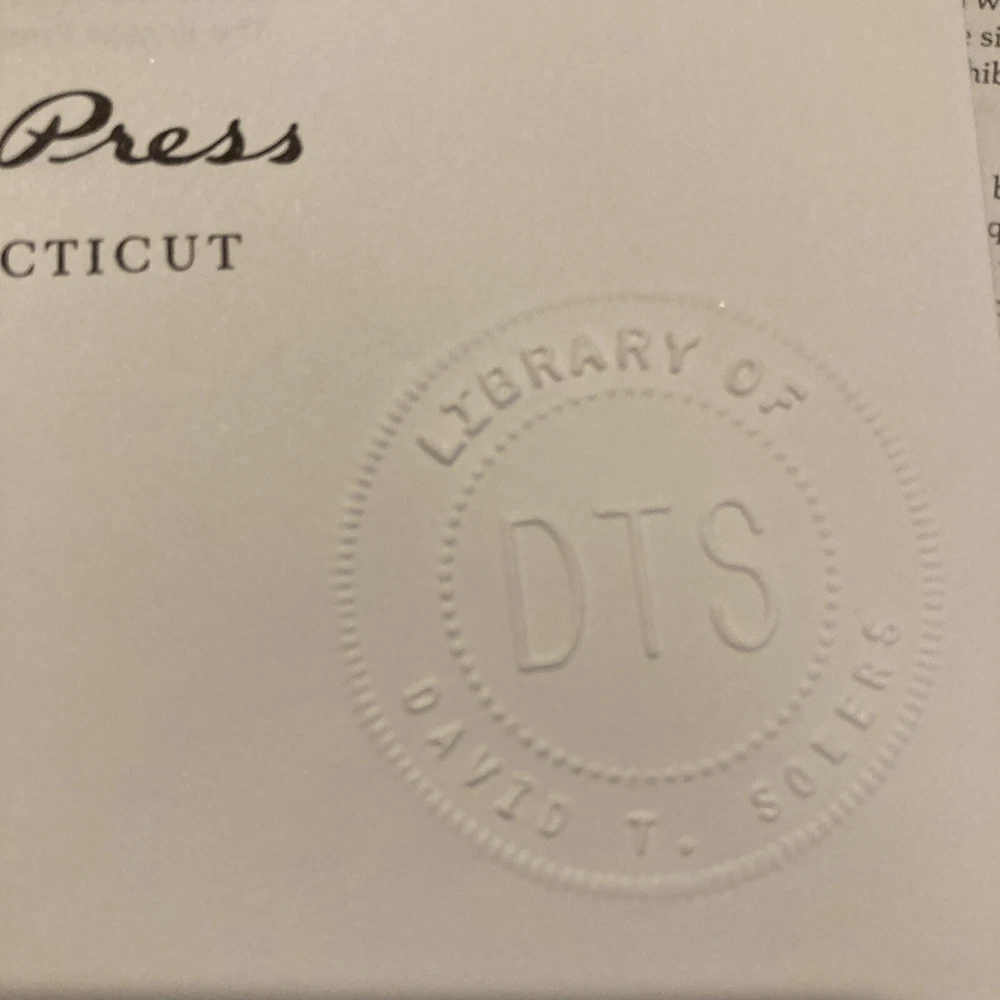 Press
CTICUT
LIBRARY OF
DTS
DAVID T. SOLERS